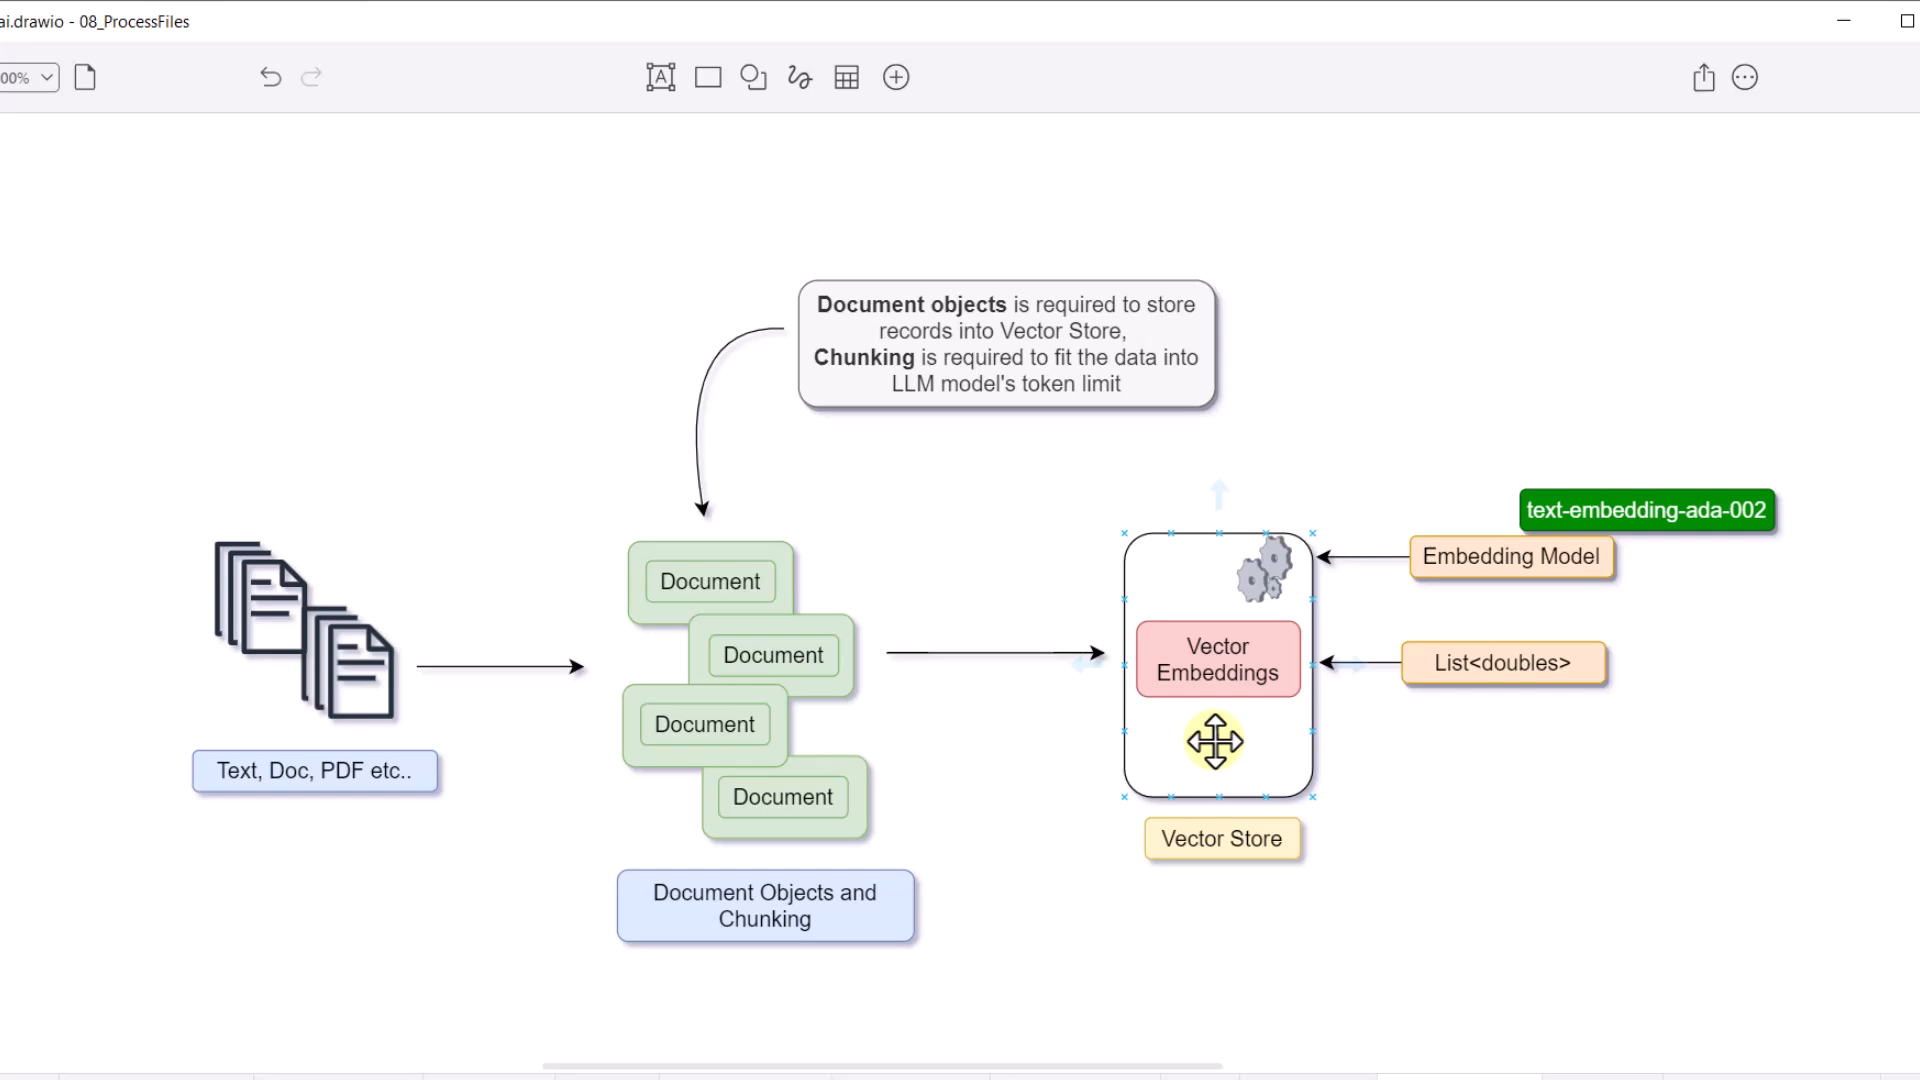 ai.drawio - 08_ProcessFiles
00%
Document objects is required to store
records into Vector Store,
Chunking is required to fit the data into
LLM model's token limit
text-embedding-ada-002
Embedding Model
Document
Document
Vector
Embeddings
List<doubles>
Document
Text, Doc, PDF etc..
Document
Vector Store
Document Objects and
Chunking